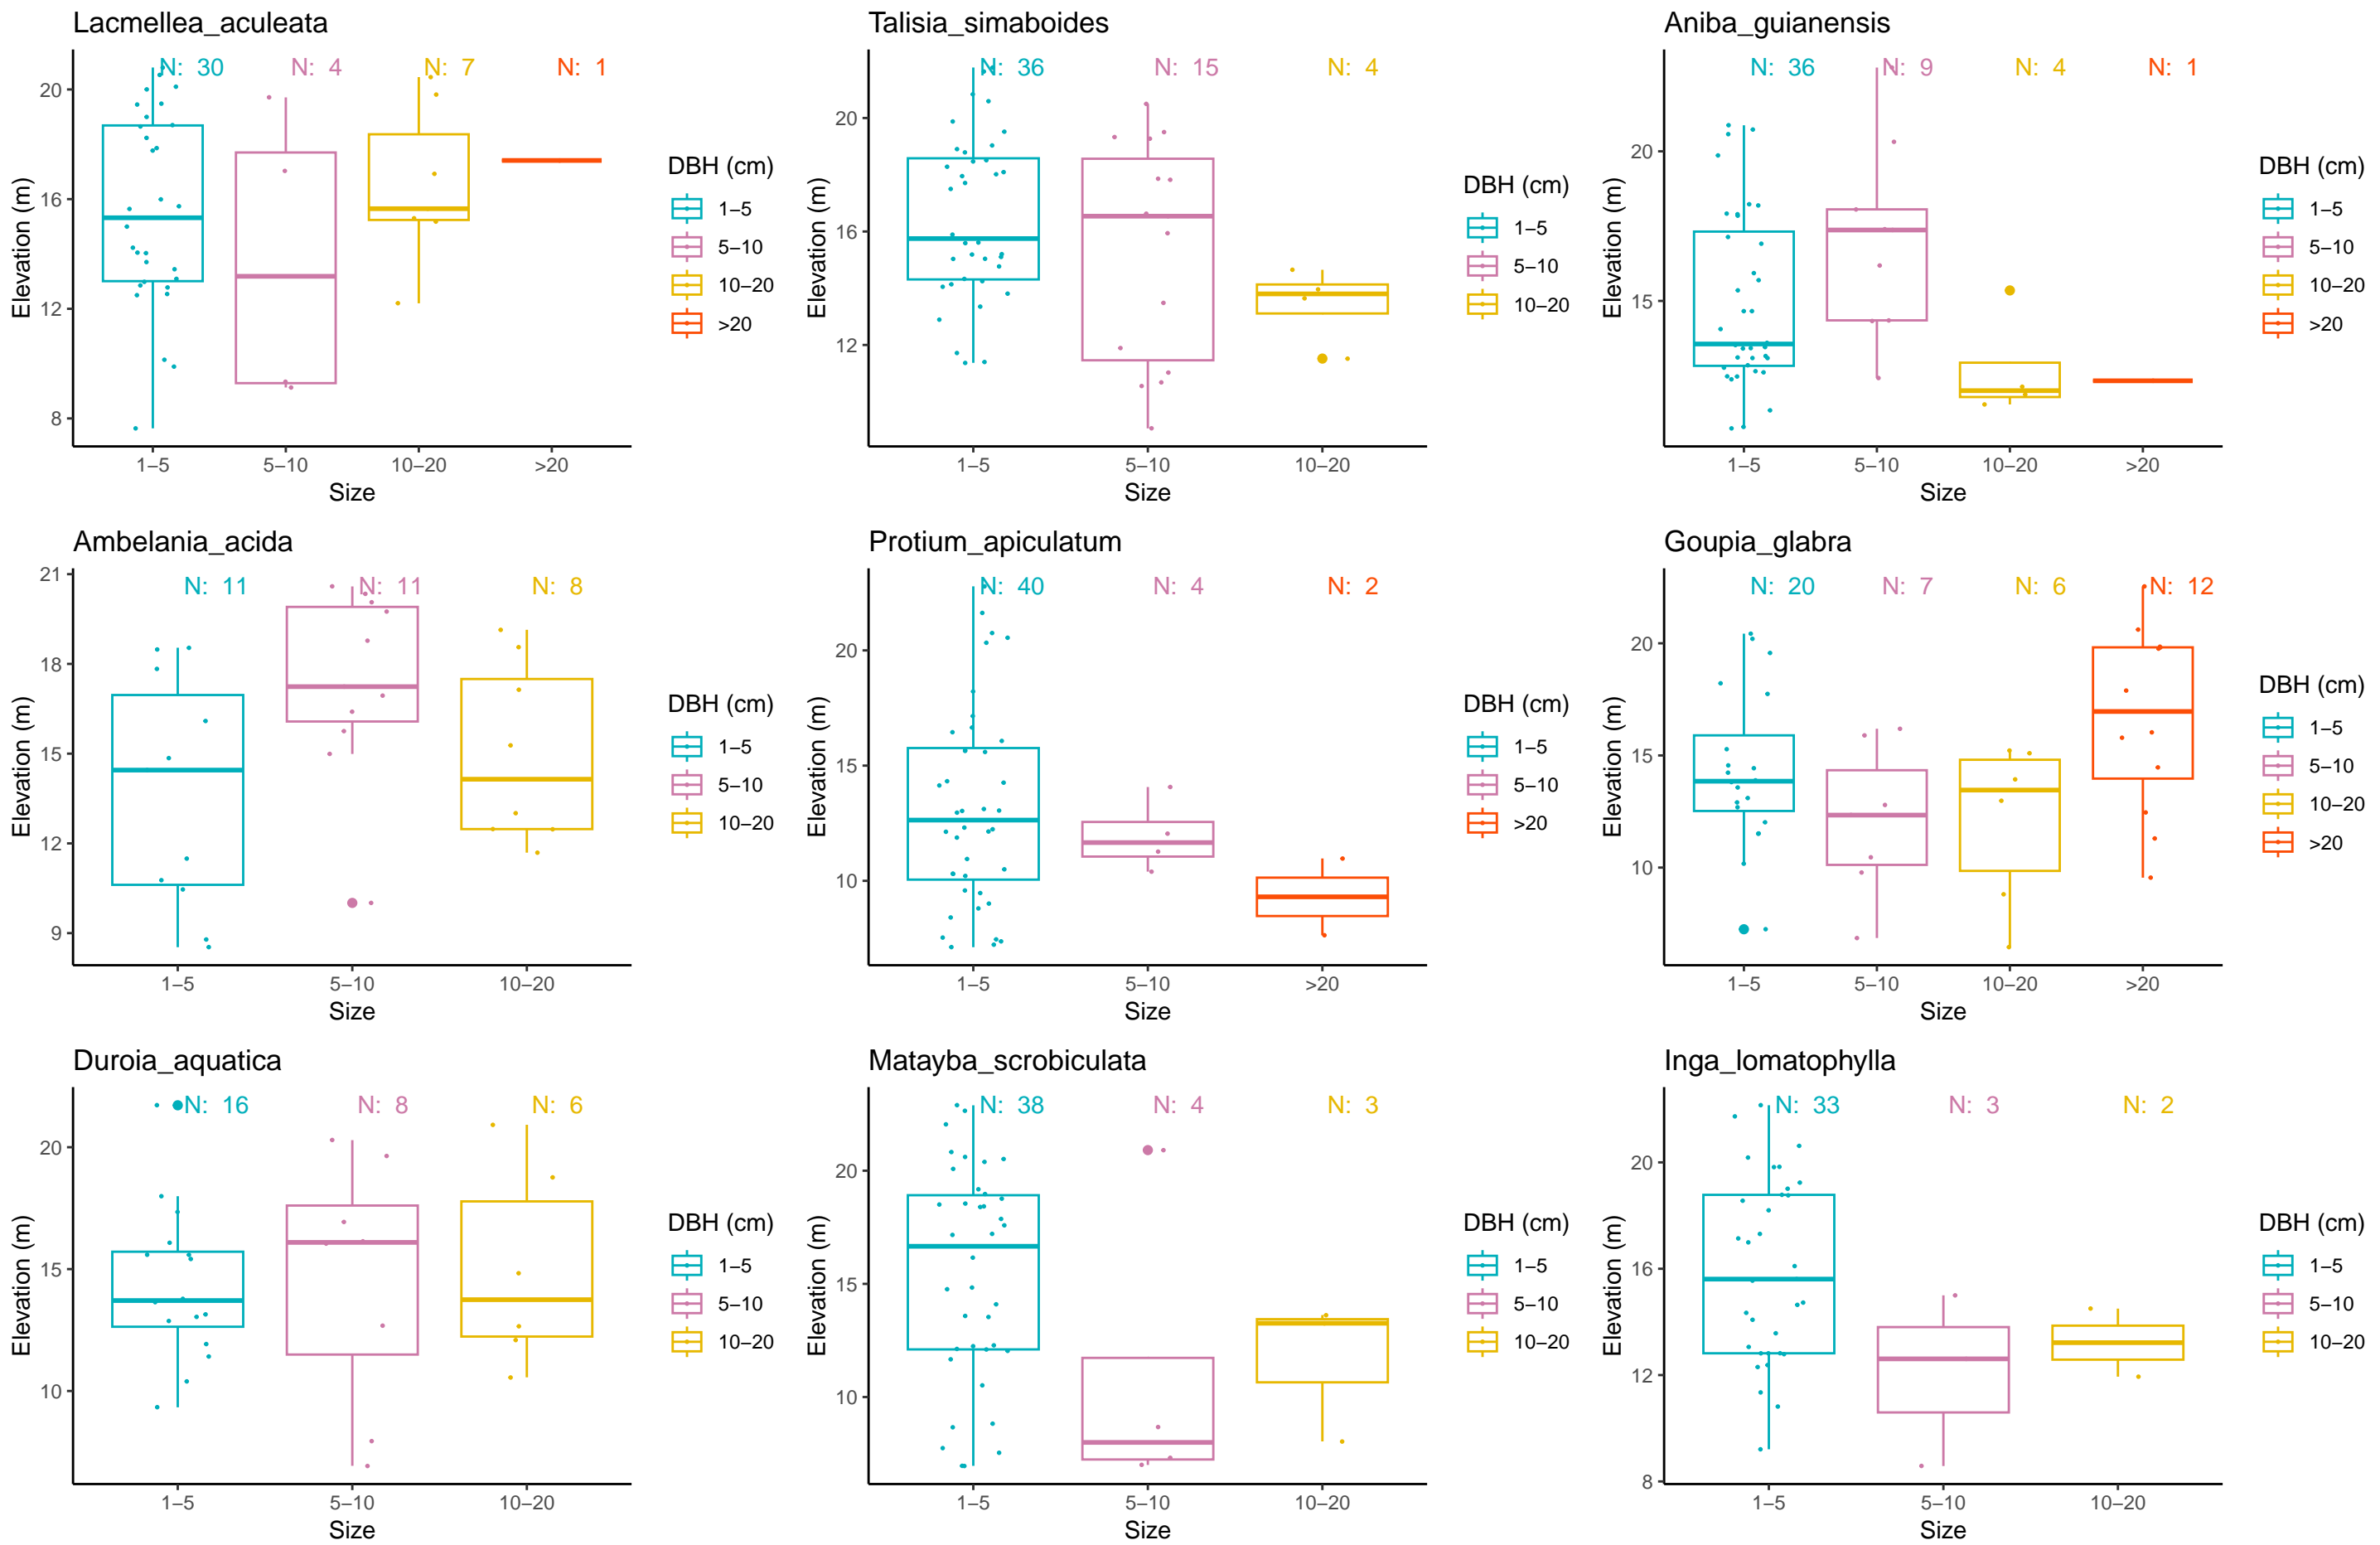 Lacmellea_aculeata
N: 30 N: 4 N: 7 N: 1
Elevation (m)
20
16
12
8
1–5 5–10 10–20 >20
Size
DBH (cm)
1–5
5–10
10–20
>20
Talisia_simaboides
N: 36 N: 15 N: 4
Elevation (m)
20
16
12
1–5 5–10 10–20
Size
DBH (cm)
1–5
5–10
10–20
Aniba_guianensis
N: 36 N: 9 N: 4 N: 1
Elevation (m)
20
15
1–5 5–10 10–20 >20
Size
DBH (cm)
1–5
5–10
10–20
>20
Ambelania_acida
N: 11 N: 11 N: 8
Elevation (m)
21
18
15
12
9
1–5 5–10 10–20
Size
DBH (cm)
1–5
5–10
10–20
Protium_apiculatum
N: 40 N: 4 N: 2
Elevation (m)
20
15
10
1–5 5–10 >20
Size
DBH (cm)
1–5
5–10
>20
Goupia_glabra
N: 20 N: 7 N: 6 N: 12
Elevation (m)
20
15
10
1–5 5–10 10–20 >20
Size
DBH (cm)
1–5
5–10
10–20
>20
Duroia_aquatica
N: 16 N: 8 N: 6
Elevation (m)
20
15
10
1–5 5–10 10–20
Size
DBH (cm)
1–5
5–10
10–20
Matayba_scrobiculata
N: 38 N: 4 N: 3
Elevation (m)
20
15
10
1–5 5–10 10–20
Size
DBH (cm)
1–5
5–10
10–20
Inga_lomatophylla
N: 33 N: 3 N: 2
Elevation (m)
20
16
12
8
1–5 5–10 10–20
Size
DBH (cm)
1–5
5–10
10–20